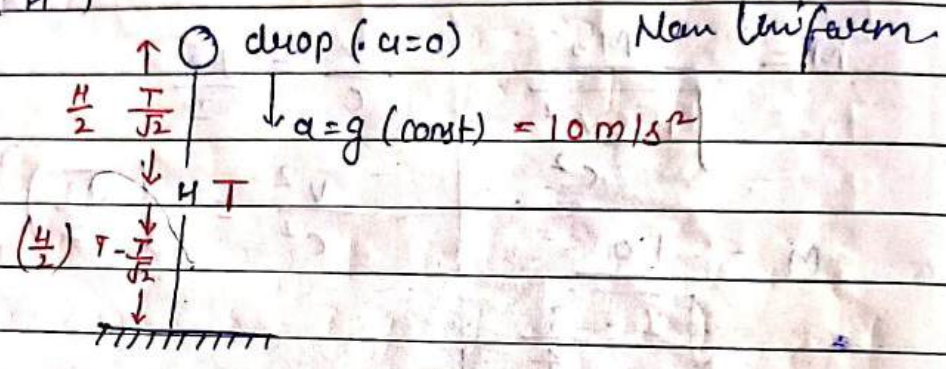 drop (. u=0) Non Uniform
H/2 T/√2 a=g (const) = 10 m/s²
H T
(H/2) T-T/√2